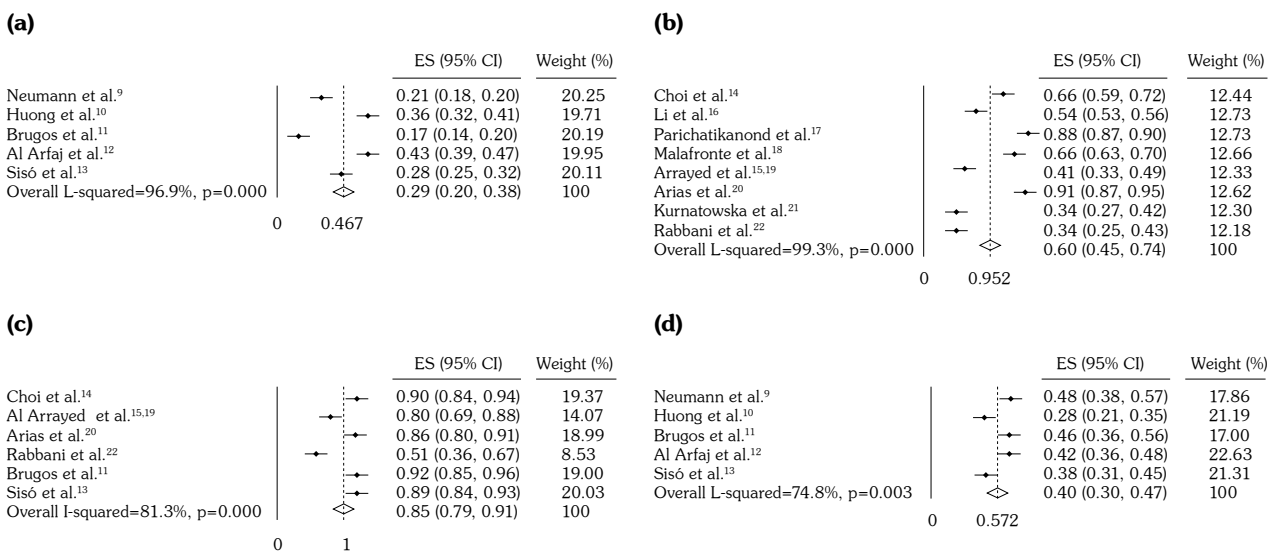 (a)
ES (95% CI) Weight (%)
Neumann et al.9 0.21 (0.18, 0.20) 20.25
Huong et al.10 0.36 (0.32, 0.41) 19.71
Brugos et al.11 0.17 (0.14, 0.20) 20.19
Al Arfaj et al.12 0.43 (0.39, 0.47) 19.95
Sisó et al.13 0.28 (0.25, 0.32) 20.11
Overall L-squared=96.9%, p=0.000 0.29 (0.20, 0.38) 100
0 0.467
(b)
ES (95% CI) Weight (%)
Choi et al.14 0.66 (0.59, 0.72) 12.44
Li et al.16 0.54 (0.53, 0.56) 12.73
Parichatikanond et al.17 0.88 (0.87, 0.90) 12.73
Malafronte et al.18 0.66 (0.63, 0.70) 12.66
Arrayed et al.15,19 0.41 (0.33, 0.49) 12.33
Arias et al.20 0.91 (0.87, 0.95) 12.62
Kurnatowska et al.21 0.34 (0.27, 0.42) 12.30
Rabbani et al.22 0.34 (0.25, 0.43) 12.18
Overall L-squared=99.3%, p=0.000 0.60 (0.45, 0.74) 100
0 0.952
(c)
ES (95% CI) Weight (%)
Choi et al.14 0.90 (0.84, 0.94) 19.37
Al Arrayed et al.15,19 0.80 (0.69, 0.88) 14.07
Arias et al.20 0.86 (0.80, 0.91) 18.99
Rabbani et al.22 0.51 (0.36, 0.67) 8.53
Brugos et al.11 0.92 (0.85, 0.96) 19.00
Sisó et al.13 0.89 (0.84, 0.93) 20.03
Overall I-squared=81.3%, p=0.000 0.85 (0.79, 0.91) 100
0 1
(d)
ES (95% CI) Weight (%)
Neumann et al.9 0.48 (0.38, 0.57) 17.86
Huong et al.10 0.28 (0.21, 0.35) 21.19
Brugos et al.11 0.46 (0.36, 0.56) 17.00
Al Arfaj et al.12 0.42 (0.36, 0.48) 22.63
Sisó et al.13 0.38 (0.31, 0.45) 21.31
Overall L-squared=74.8%, p=0.003 0.40 (0.30, 0.47) 100
0 0.572